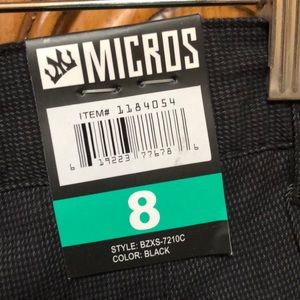 MICROS
ITEM# 1184054
6 19223 77678 6
8
STYLE: BZXS-7210C
COLOR: BLACK